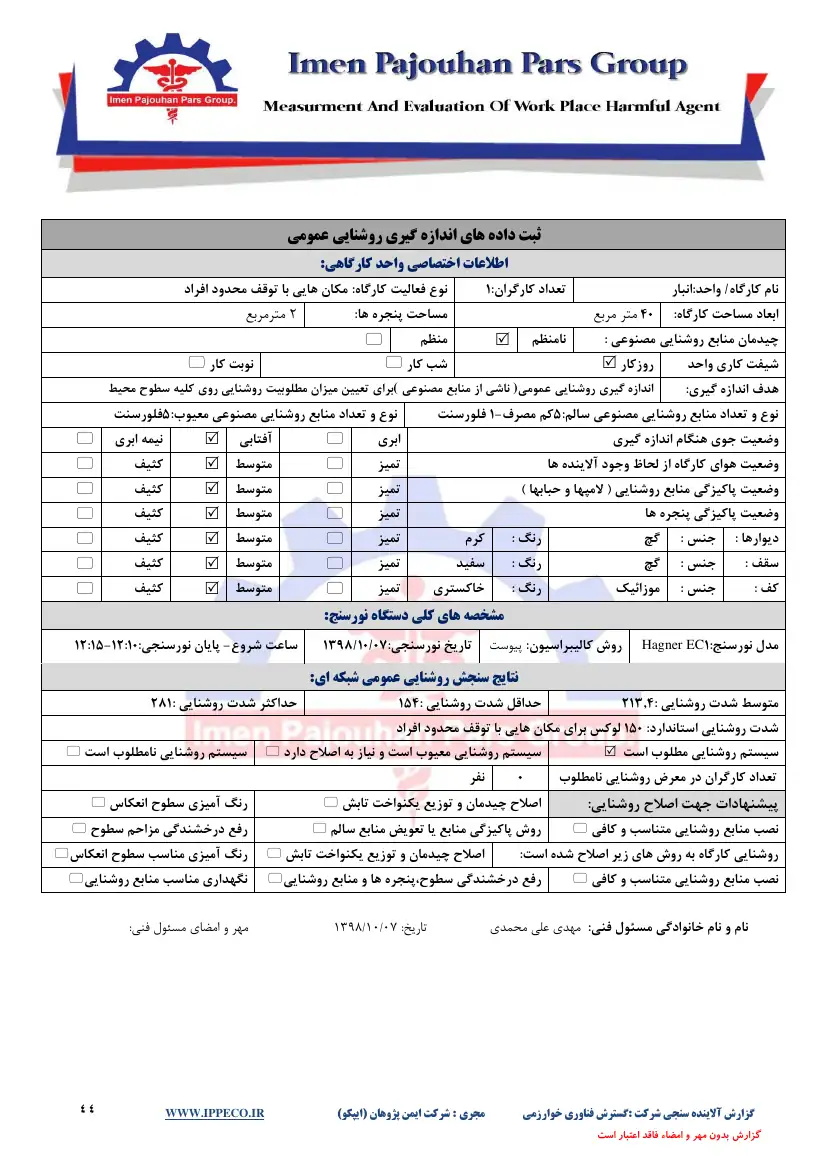 Imen Pajouhan Pars Group
Imen Pajouhan Pars Group.
Measurment And Evaluation Of Work Place Harmful Agent
ثبت داده های اندازه گیری روشنایی عمومی
اطلاعات اختصاصی واحد کارگاهی:
نام کارگاه/ واحد:انبار تعداد کارگران:۱ نوع فعالیت کارگاه: مکان هایی با توقف محدود افراد
ابعاد مساحت کارگاه: ۴۰ متر مربع مساحت پنجره ها: ۲ مترمربع
چیدمان منابع روشنایی مصنوعی : نامنظم ☑ منظم ☐
شیفت کاری واحد روزکار ☑ شب کار ☐ نوبت کار ☐
هدف اندازه گیری: اندازه گیری روشنایی عمومی( ناشی از منابع مصنوعی )برای تعیین میزان مطلوبیت روشنایی روی کلیه سطوح محیط
نوع و تعداد منابع روشنایی مصنوعی سالم:۵کم مصرف-۱ فلورسنت نوع و تعداد منابع روشنایی مصنوعی معیوب:۵فلورسنت
وضعیت جوی هنگام اندازه گیری ابری ☐ آفتابی ☑ نیمه ابری ☐
وضعیت هوای کارگاه از لحاظ وجود آلاینده ها تمیز ☐ متوسط ☑ کثیف ☐
وضعیت پاکیزگی منابع روشنایی ( لامپها و حبابها ) تمیز ☐ متوسط ☑ کثیف ☐
وضعیت پاکیزگی پنجره ها تمیز ☐ متوسط ☑ کثیف ☐
دیوارها : جنس : گچ رنگ : کرم تمیز ☐ متوسط ☑ کثیف ☐
سقف : جنس : گچ رنگ : سفید تمیز ☐ متوسط ☑ کثیف ☐
کف : جنس : موزائیک رنگ : خاکستری تمیز ☐ متوسط ☑ کثیف ☐
مشخصه های کلی دستگاه نورسنج:
مدل نورسنج:Hagner EC۱ روش کالیبراسیون: پیوست تاریخ نورسنجی:۱۳۹۸/۱۰/۰۷ ساعت شروع - پایان نورسنجی:۱۲:۱۰-۱۲:۱۵
نتایج سنجش روشنایی عمومی شبکه ای:
متوسط شدت روشنایی : ۲۱۳٫۴ حداقل شدت روشنایی : ۱۵۴ حداکثر شدت روشنایی : ۲۸۱
شدت روشنایی استاندارد: ۱۵۰ لوکس برای مکان هایی با توقف محدود افراد
سیستم روشنایی مطلوب است ☑ سیستم روشنایی معیوب است و نیاز به اصلاح دارد ☐ سیستم روشنایی نامطلوب است ☐
تعداد کارگران در معرض روشنایی نامطلوب ۰ نفر
پیشنهادات جهت اصلاح روشنایی: اصلاح چیدمان و توزیع یکنواخت تابش ☐ رنگ آمیزی سطوح انعکاس ☐
نصب منابع روشنایی متناسب و کافی ☐ روش پاکیزگی منابع یا تعویض منابع سالم ☐ رفع درخشندگی مزاحم سطوح ☐
روشنایی کارگاه به روش های زیر اصلاح شده است: اصلاح چیدمان و توزیع یکنواخت تابش ☐ رنگ آمیزی مناسب سطوح انعکاس ☐
نصب منابع روشنایی متناسب و کافی ☐ رفع درخشندگی سطوح،پنجره ها و منابع روشنایی ☐ نگهداری مناسب منابع روشنایی ☐
نام و نام خانوادگی مسئول فنی: مهدی علی محمدی تاریخ: ۱۳۹۸/۱۰/۰۷ مهر و امضای مسئول فنی:
گزارش آلاینده سنجی شرکت :گسترش فناوری خوارزمی مجری : شرکت ایمن پژوهان (ایپکو) WWW.IPPECO.IR ۴۴
گزارش بدون مهر و امضاء فاقد اعتبار است